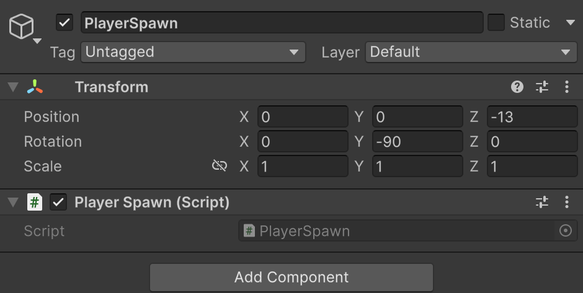 PlayerSpawn Static
Tag Untagged Layer Default
Transform
Position X 0 Y 0 Z -13
Rotation X 0 Y -90 Z 0
Scale X 1 Y 1 Z 1
# Player Spawn (Script)
Script # PlayerSpawn
Add Component